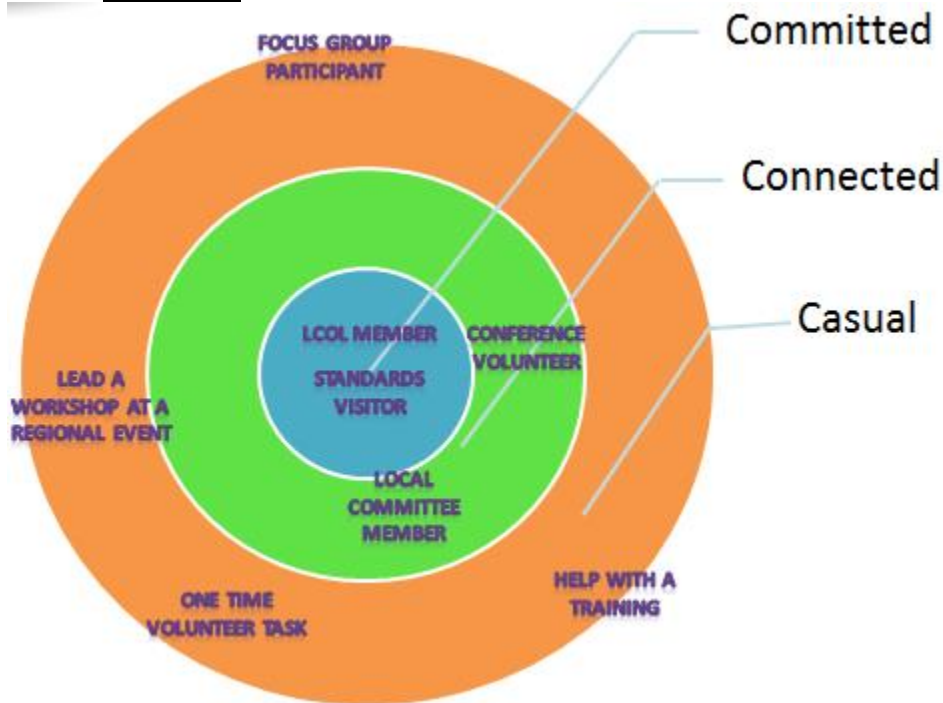 FOCUS GROUP
PARTICIPANT
Committed
Connected
Casual
LCOL MEMBER
STANDARDS
VISITOR
CONFERENCE
VOLUNTEER
LEAD A
WORKSHOP AT A
REGIONAL EVENT
LOCAL
COMMITTEE
MEMBER
HELP WITH A
TRAINING
ONE TIME
VOLUNTEER TASK